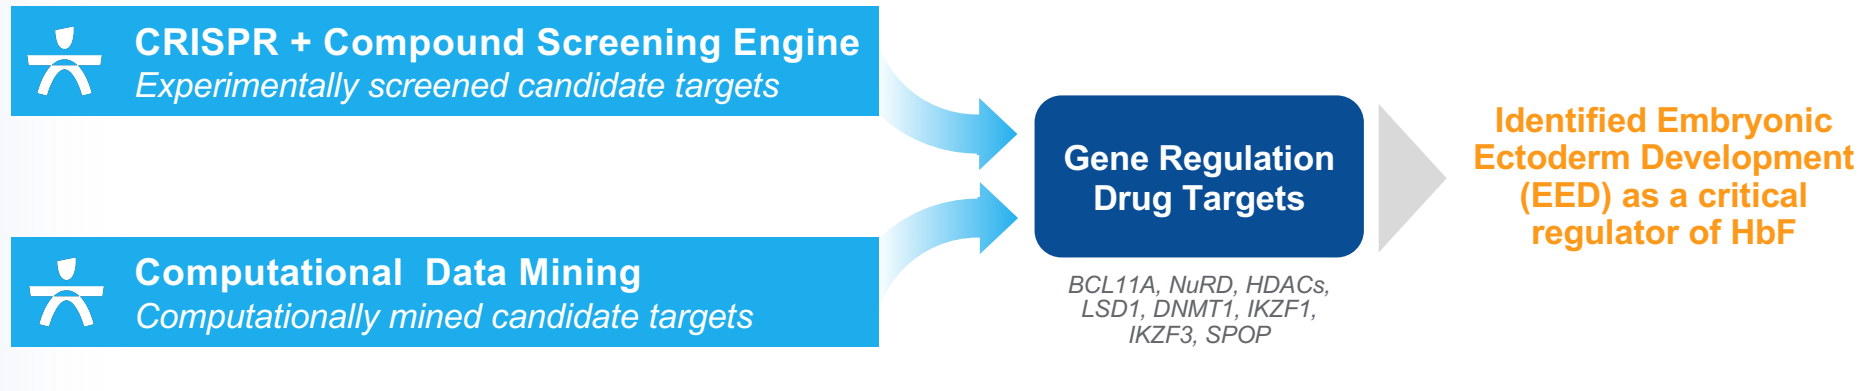 CRISPR + Compound Screening Engine
Experimentally screened candidate targets
Computational Data Mining
Computationally mined candidate targets
Gene Regulation
Drug Targets
BCL11A, NuRD, HDACs,
LSD1, DNMT1, IKZF1,
IKZF3, SPOP
Identified Embryonic
Ectoderm Development
(EED) as a critical
regulator of HbF